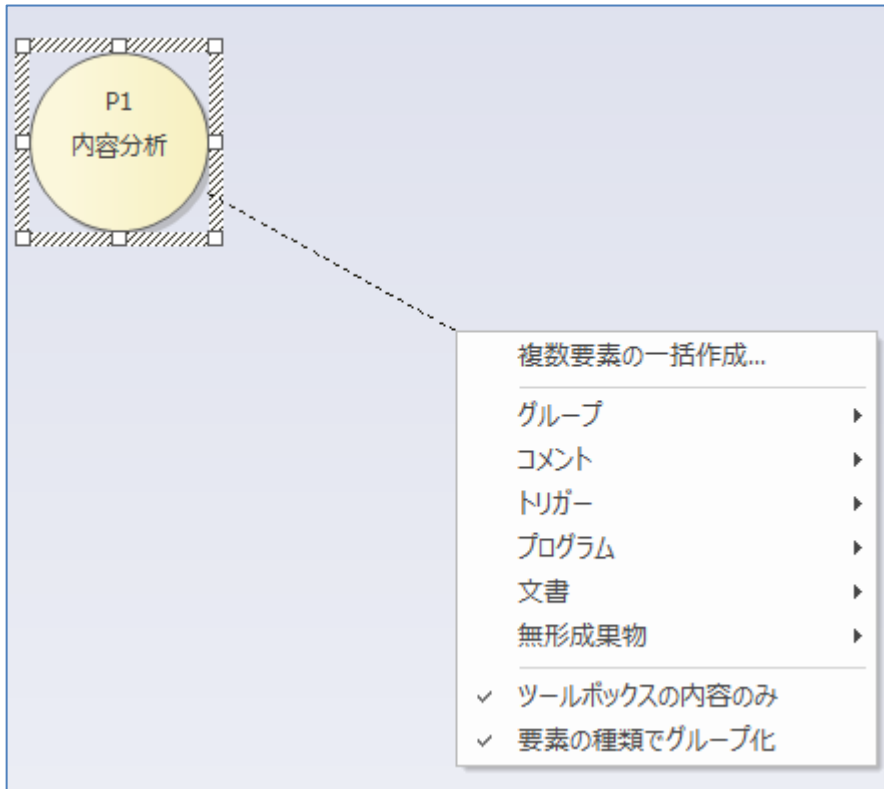 P1
内容分析
複数要素の一括作成...
グループ
コメント
トリガー
プログラム
文書
無形成果物
ツールボックスの内容のみ
要素の種類でグループ化